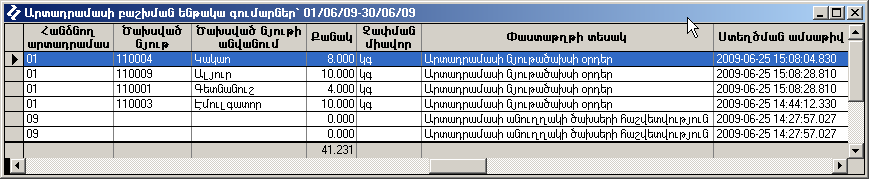 Արտադրամասի բաշխման ենթակա գումարներ՝ 01/06/09-30/06/09
Հանձնող արտադրամաս Ծախսված Նյութ Ծախսված Նյութի անվանում Քանակ Չափման միավոր Փաստաթղթի տեսակ Ստեղծման ամսաթիվ
01 110004 Կակաո 8.000 կգ Արտադրամասի Նյութածախսի օրդեր 2009-06-25 15:08:04.830
01 110009 Ալյուր 10.000 կգ Արտադրամասի Նյութածախսի օրդեր 2009-06-25 15:08:28.810
01 110001 Գետնանուշ 4.000 կգ Արտադրամասի Նյութածախսի օրդեր 2009-06-25 15:08:28.810
01 110003 Էմուլգատոր 10.000 կգ Արտադրամասի Նյութածախսի օրդեր 2009-06-25 14:44:12.330
09 0.000 Արտադրամասի անուղղակի ծախսերի հաշվետվություն 2009-06-25 14:27:57.027
09 0.000 Արտադրամասի անուղղակի ծախսերի հաշվետվություն 2009-06-25 14:27:57.027
41.231